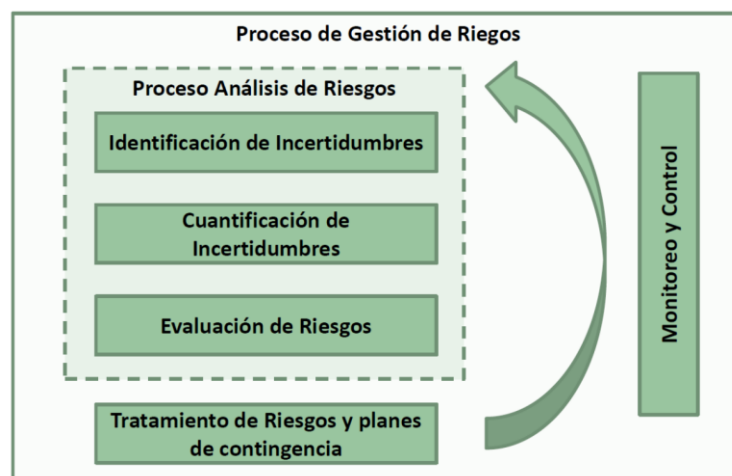 Proceso de Gestión de Riegos
Proceso Análisis de Riesgos
Identificación de Incertidumbres
Cuantificación de
Incertidumbres
Evaluación de Riesgos
Tratamiento de Riesgos y planes
de contingencia
Monitoreo y Control